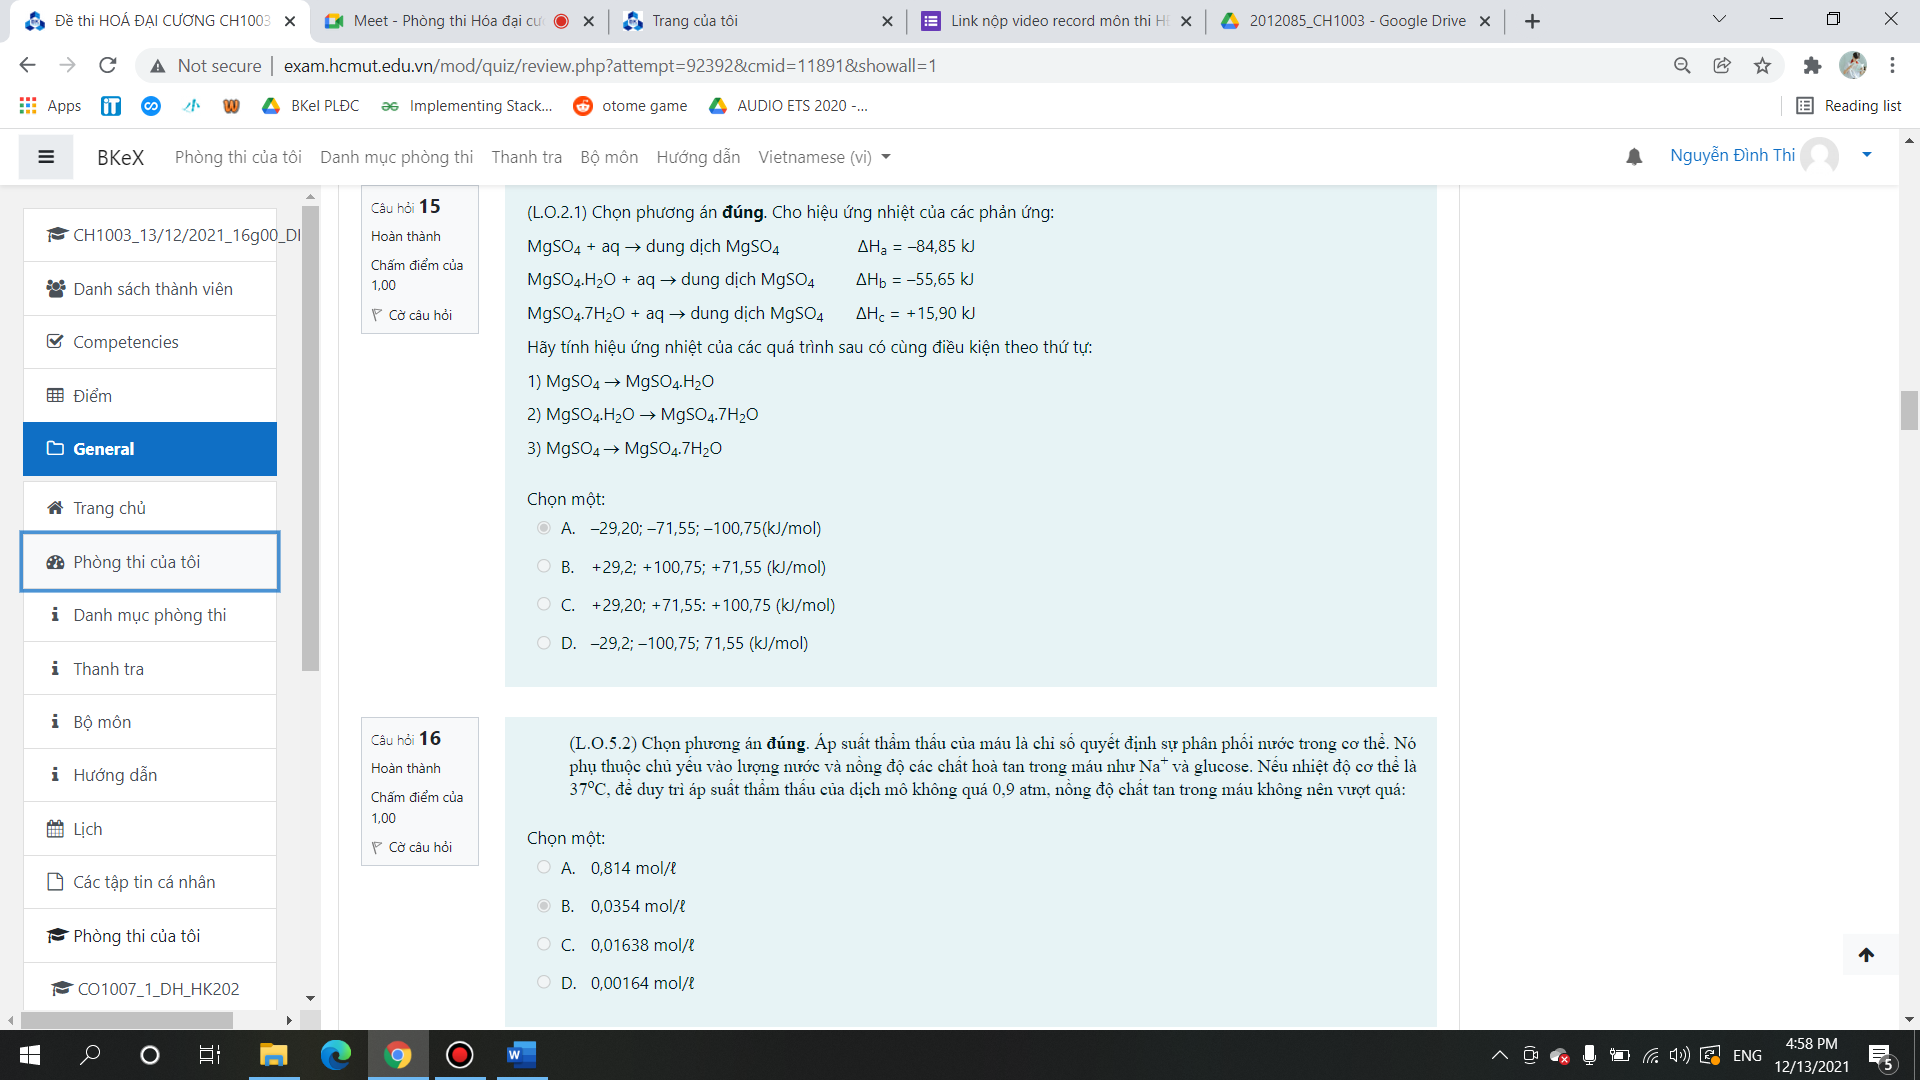 Đề thi HOÁ ĐẠI CƯƠNG CH1003
Meet - Phòng thi Hóa đại cư
Trang của tôi
Link nộp video record môn thi H
2012085_CH1003 - Google Drive
Not secure
exam.hcmut.edu.vn/mod/quiz/review.php?attempt=92392&cmid=11891&showall=1
Apps
BKel PLĐC
Implementing Stack...
otome game
AUDIO ETS 2020 -...
Reading list
BKeX
Phòng thi của tôi
Danh mục phòng thi
Thanh tra
Bộ môn
Hướng dẫn
Vietnamese (vi)
Nguyễn Đình Thi
CH1003_13/12/2021_16g00_DI
Danh sách thành viên
Competencies
Điểm
General
Trang chủ
Phòng thi của tôi
Danh mục phòng thi
Thanh tra
Bộ môn
Hướng dẫn
Lịch
Các tập tin cá nhân
Phòng thi của tôi
CO1007_1_DH_HK202
Câu hỏi 15
Hoàn thành
Chấm điểm của
1,00
Cờ câu hỏi
(L.O.2.1) Chọn phương án đúng. Cho hiệu ứng nhiệt của các phản ứng:
MgSO₄ + aq → dung dịch MgSO₄ ΔHₐ = –84,85 kJ
MgSO₄.H₂O + aq → dung dịch MgSO₄ ΔH_b = –55,65 kJ
MgSO₄.7H₂O + aq → dung dịch MgSO₄ ΔH_c = +15,90 kJ
Hãy tính hiệu ứng nhiệt của các quá trình sau có cùng điều kiện theo thứ tự:
1) MgSO₄ → MgSO₄.H₂O
2) MgSO₄.H₂O → MgSO₄.7H₂O
3) MgSO₄ → MgSO₄.7H₂O
Chọn một:
A. –29,20; –71,55; –100,75(kJ/mol)
B. +29,2; +100,75; +71,55 (kJ/mol)
C. +29,20; +71,55: +100,75 (kJ/mol)
D. –29,2; –100,75; 71,55 (kJ/mol)
Câu hỏi 16
Hoàn thành
Chấm điểm của
1,00
Cờ câu hỏi
(L.O.5.2) Chọn phương án đúng. Áp suất thẩm thấu của máu là chỉ số quyết định sự phân phối nước trong cơ thể. Nó
phụ thuộc chủ yếu vào lượng nước và nồng độ các chất hoà tan trong máu như Na⁺ và glucose. Nếu nhiệt độ cơ thể là
37⁰C, để duy trì áp suất thẩm thấu của dịch mô không quá 0,9 atm, nồng độ chất tan trong máu không nên vượt quá:
Chọn một:
A. 0,814 mol/ℓ
B. 0,0354 mol/ℓ
C. 0,01638 mol/ℓ
D. 0,00164 mol/ℓ
ENG
4:58 PM
12/13/2021
5